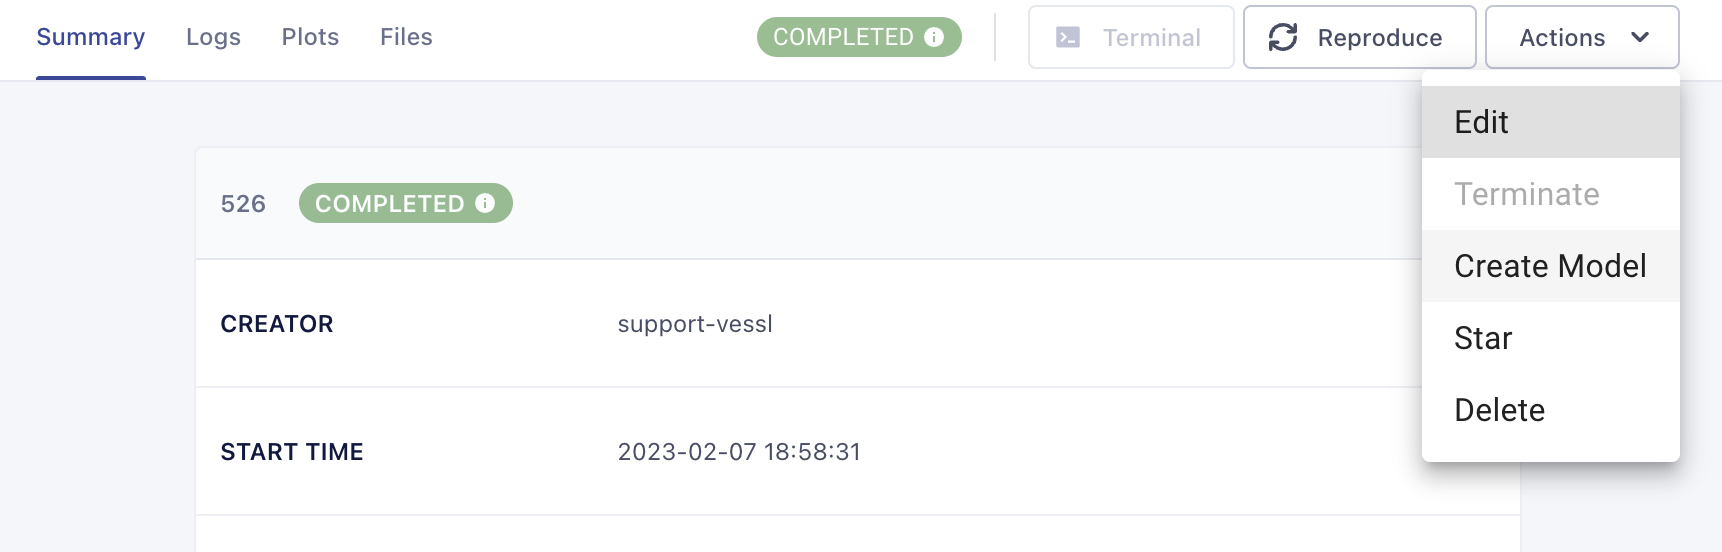 Summary Logs Plots Files COMPLETED Terminal Reproduce Actions
Edit
Terminate
Create Model
Star
Delete
526 COMPLETED
CREATOR support-vessl
START TIME 2023-02-07 18:58:31